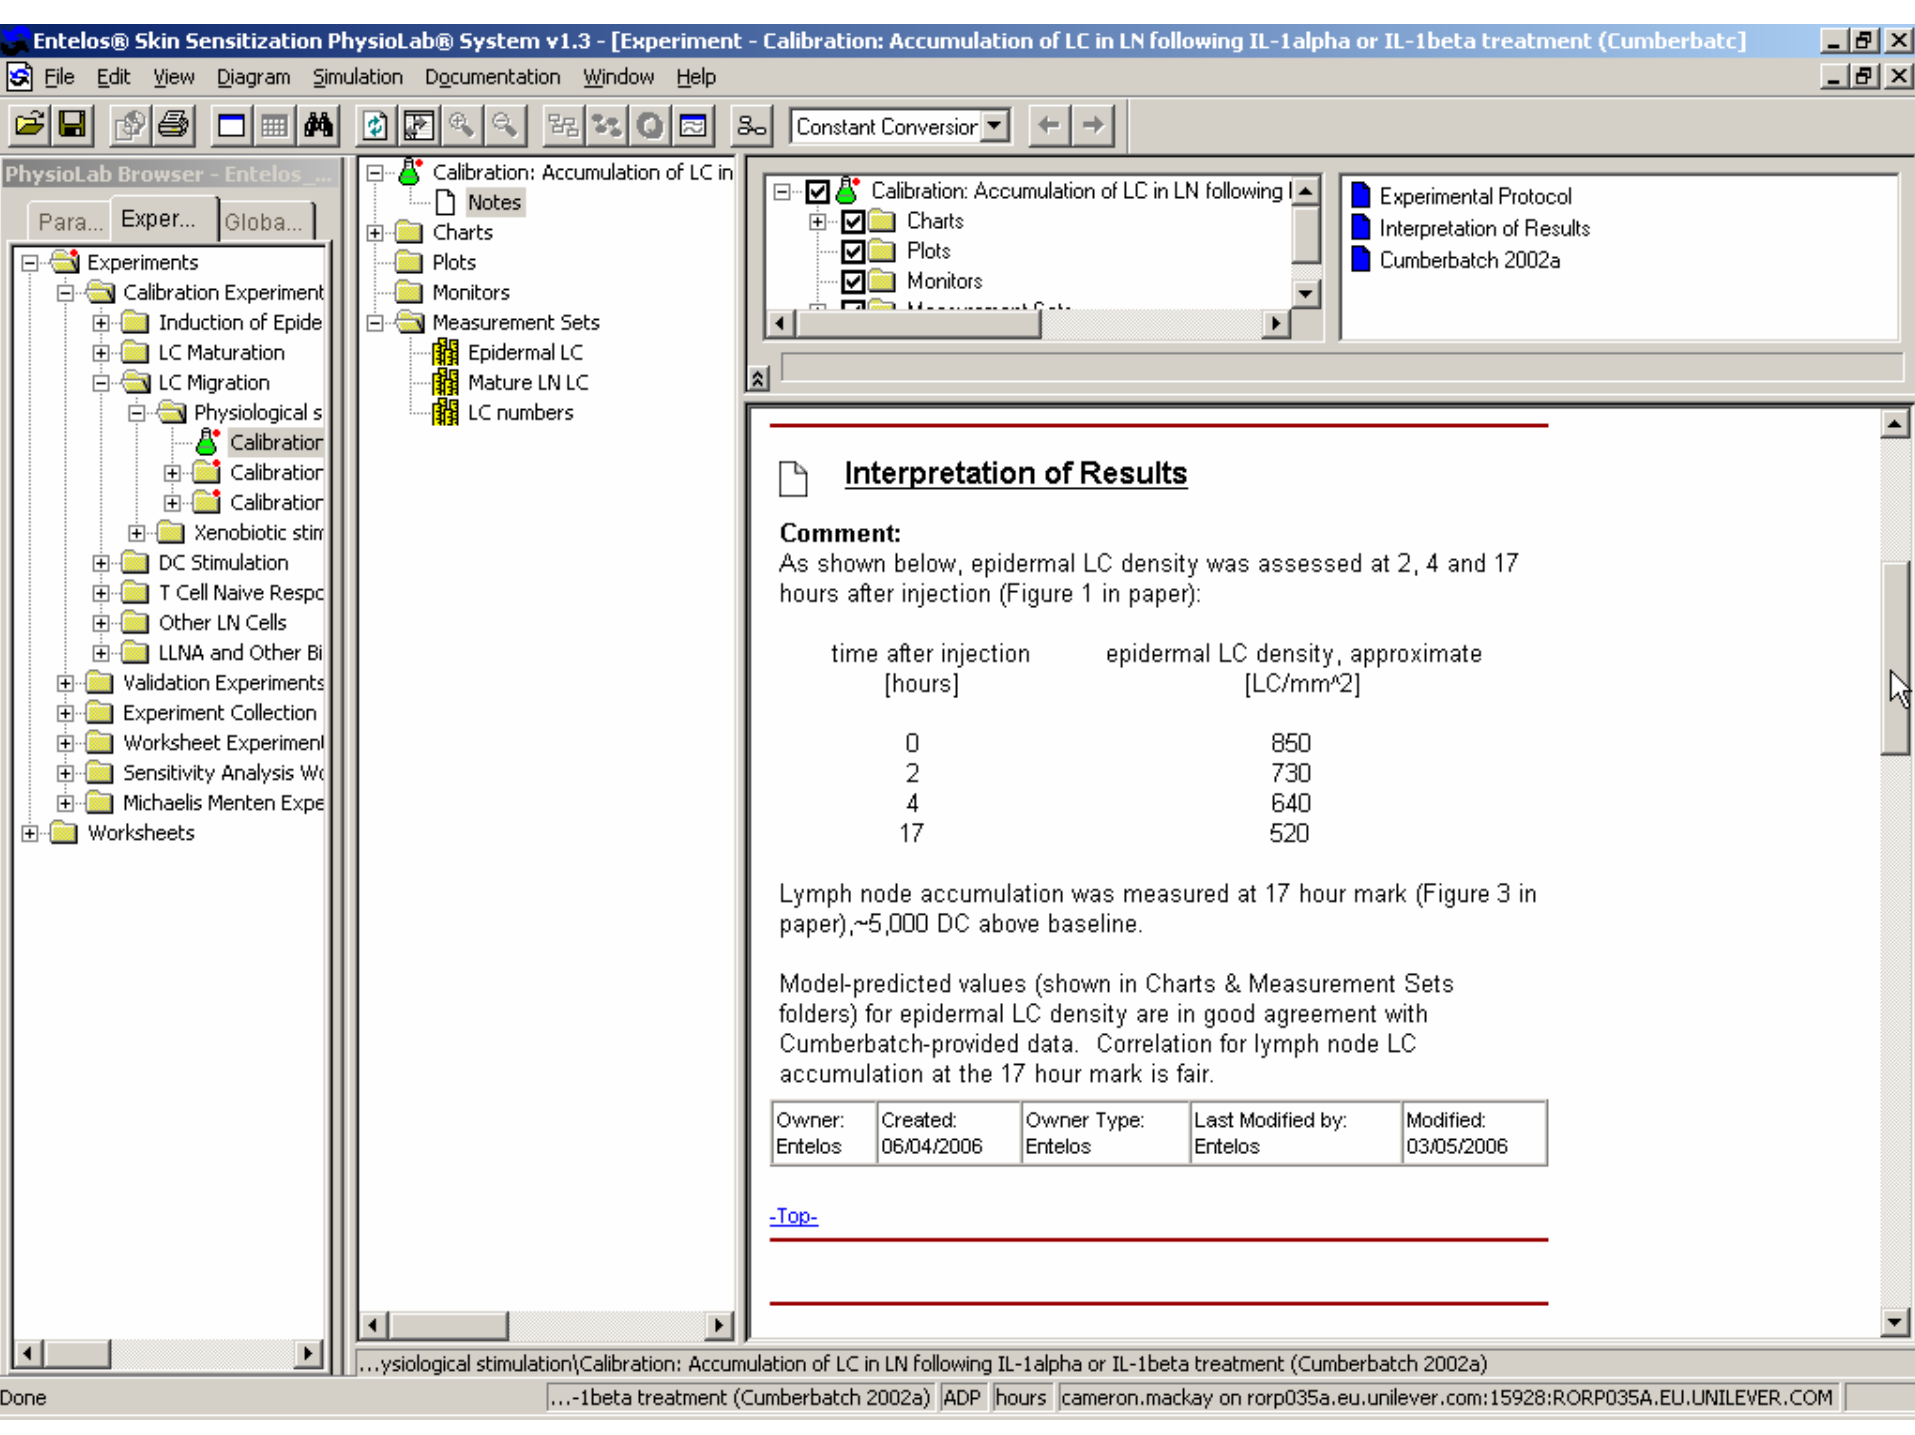 Entelos® Skin Sensitization PhysioLab® System v1.3 - [Experiment - Calibration: Accumulation of LC in LN following IL-1alpha or IL-1beta treatment (Cumberbatc]
File Edit View Diagram Simulation Documentation Window Help
Constant Conversior
PhysioLab Browser - Entelos_...
Para... Exper... Globa...
Experiments
Calibration Experiment
Induction of Epide
LC Maturation
LC Migration
Physiological s
Calibration
Calibration
Calibration
Xenobiotic stim
DC Stimulation
T Cell Naive Respo
Other LN Cells
LLNA and Other Bi
Validation Experiments
Experiment Collection
Worksheet Experiment
Sensitivity Analysis Wo
Michaelis Menten Expe
Worksheets
Calibration: Accumulation of LC in
Notes
Charts
Plots
Monitors
Measurement Sets
Epidermal LC
Mature LN LC
LC numbers
Calibration: Accumulation of LC in LN following I
Charts
Plots
Monitors
Measurement Sets
Experimental Protocol
Interpretation of Results
Cumberbatch 2002a
Interpretation of Results
Comment:
As shown below, epidermal LC density was assessed at 2, 4 and 17
hours after injection (Figure 1 in paper):
time after injection epidermal LC density, approximate
[hours] [LC/mm^2]
0 850
2 730
4 640
17 520
Lymph node accumulation was measured at 17 hour mark (Figure 3 in
paper),~5,000 DC above baseline.
Model-predicted values (shown in Charts & Measurement Sets
folders) for epidermal LC density are in good agreement with
Cumberbatch-provided data. Correlation for lymph node LC
accumulation at the 17 hour mark is fair.
Owner: Created: Owner Type: Last Modified by: Modified:
Entelos 06/04/2006 Entelos Entelos 03/05/2006
-Top-
...ysiological stimulation\Calibration: Accumulation of LC in LN following IL-1alpha or IL-1beta treatment (Cumberbatch 2002a)
Done ...-1beta treatment (Cumberbatch 2002a) ADP hours cameron.mackay on rorp035a.eu.unilever.com:15928:RORP035A.EU.UNILEVER.COM